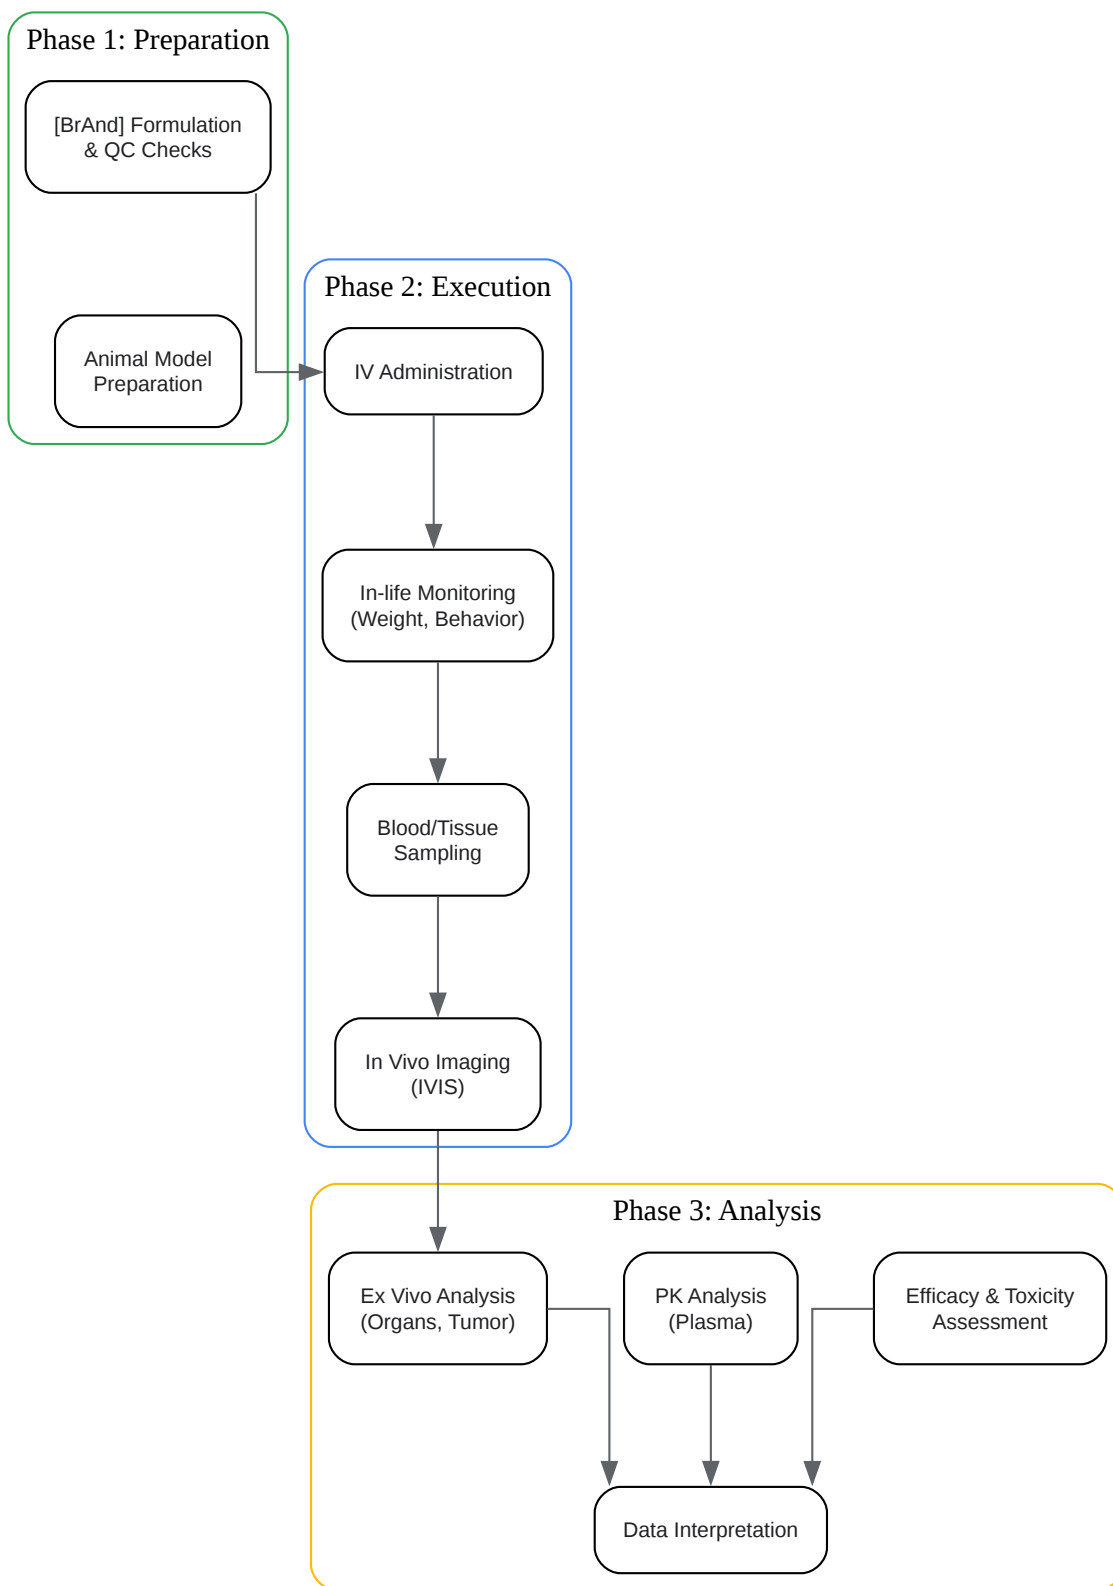 Phase 1: Preparation
[BrAnd] Formulation
& QC Checks
Animal Model
Preparation
Phase 2: Execution
IV Administration
In-life Monitoring
(Weight, Behavior)
Blood/Tissue
Sampling
In Vivo Imaging
(IVIS)
Phase 3: Analysis
Ex Vivo Analysis
(Organs, Tumor)
PK Analysis
(Plasma)
Efficacy & Toxicity
Assessment
Data Interpretation